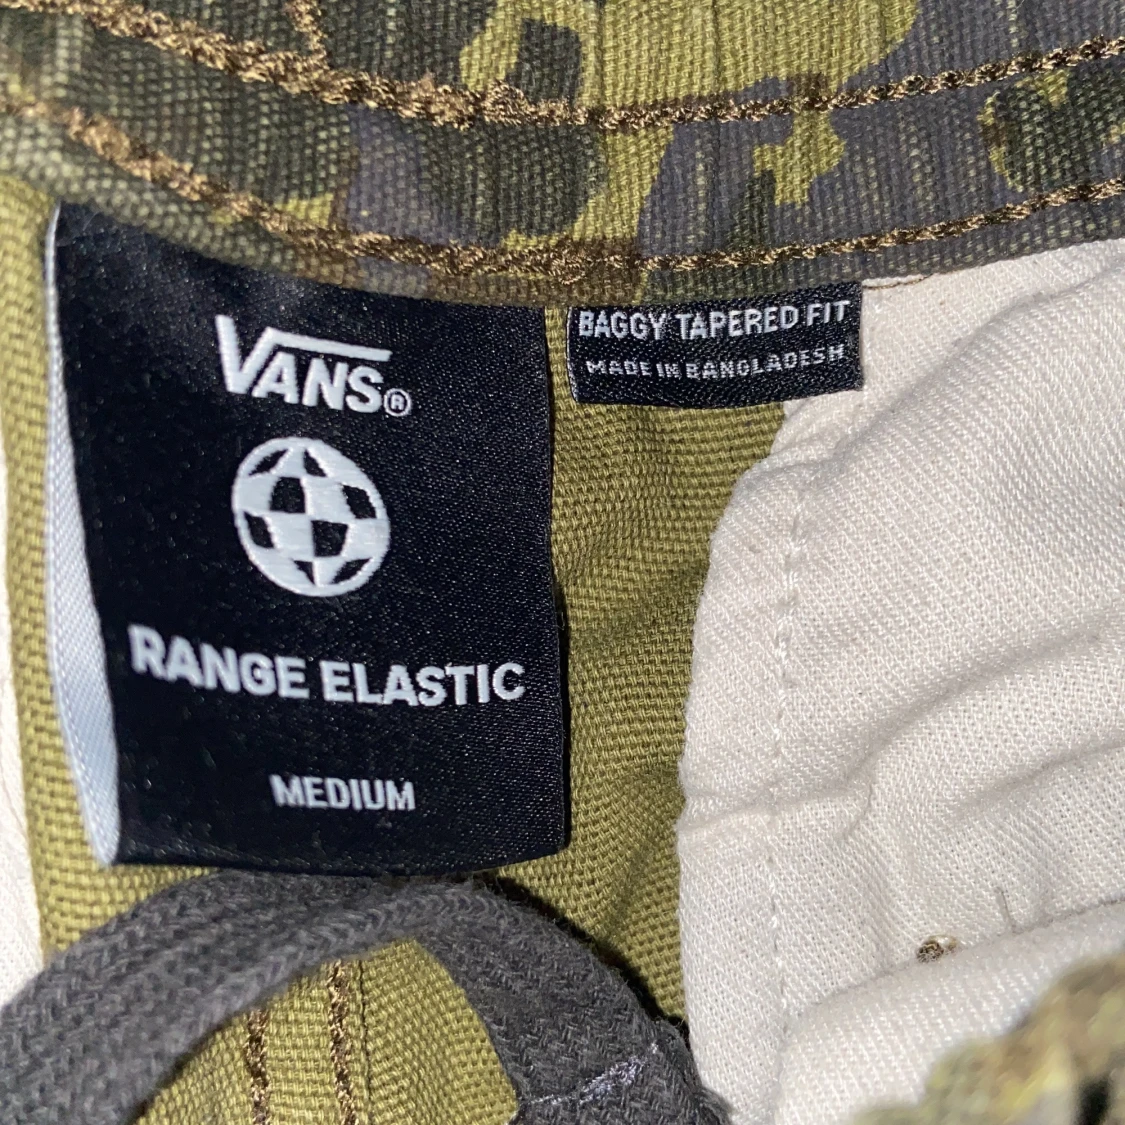 VANS®
RANGE ELASTIC
MEDIUM
BAGGY TAPERED FIT
MADE IN BANGLADESH